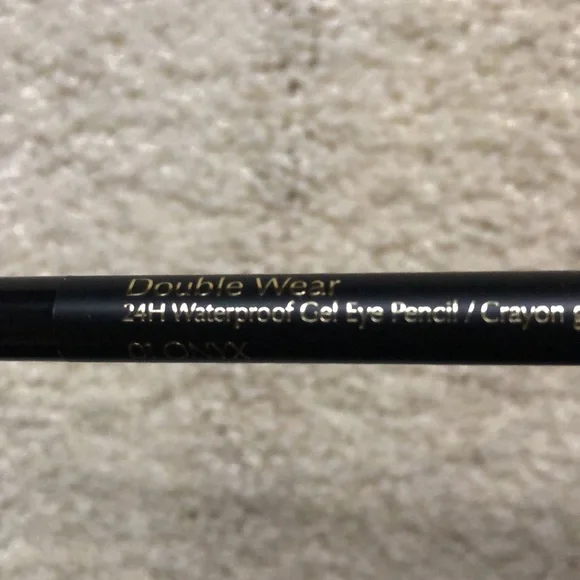 Double Wear
24H Waterproof Gel Eye Pencil / Crayon g
01 ONYX